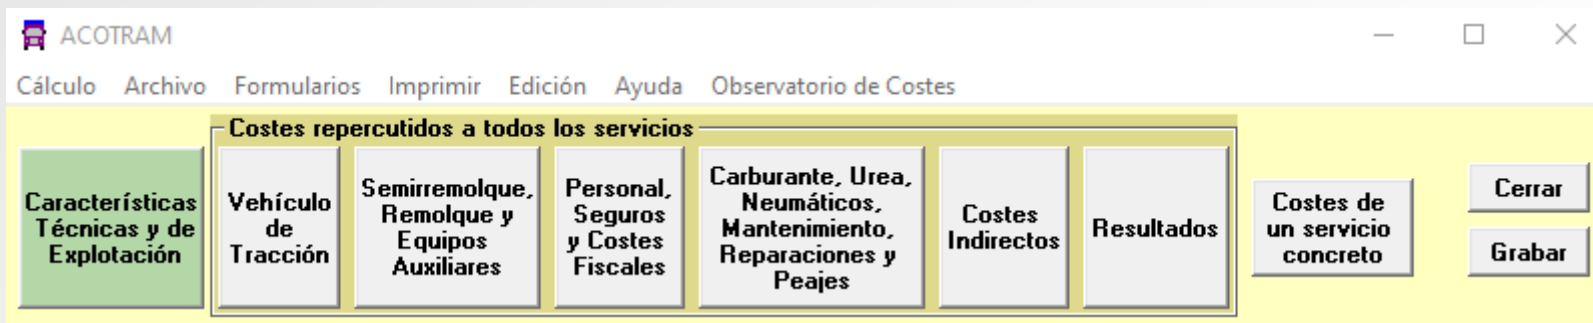 ACOTRAM
Cálculo Archivo Formularios Imprimir Edición Ayuda Observatorio de Costes
Costes repercutidos a todos los servicios
Características
Técnicas y de
Explotación
Vehículo
de
Tracción
Semirremolque,
Remolque y
Equipos
Auxiliares
Personal,
Seguros
y Costes
Fiscales
Carburante, Urea,
Neumáticos,
Mantenimiento,
Reparaciones y
Peajes
Costes
Indirectos
Resultados
Costes de
un servicio
concreto
Cerrar
Grabar